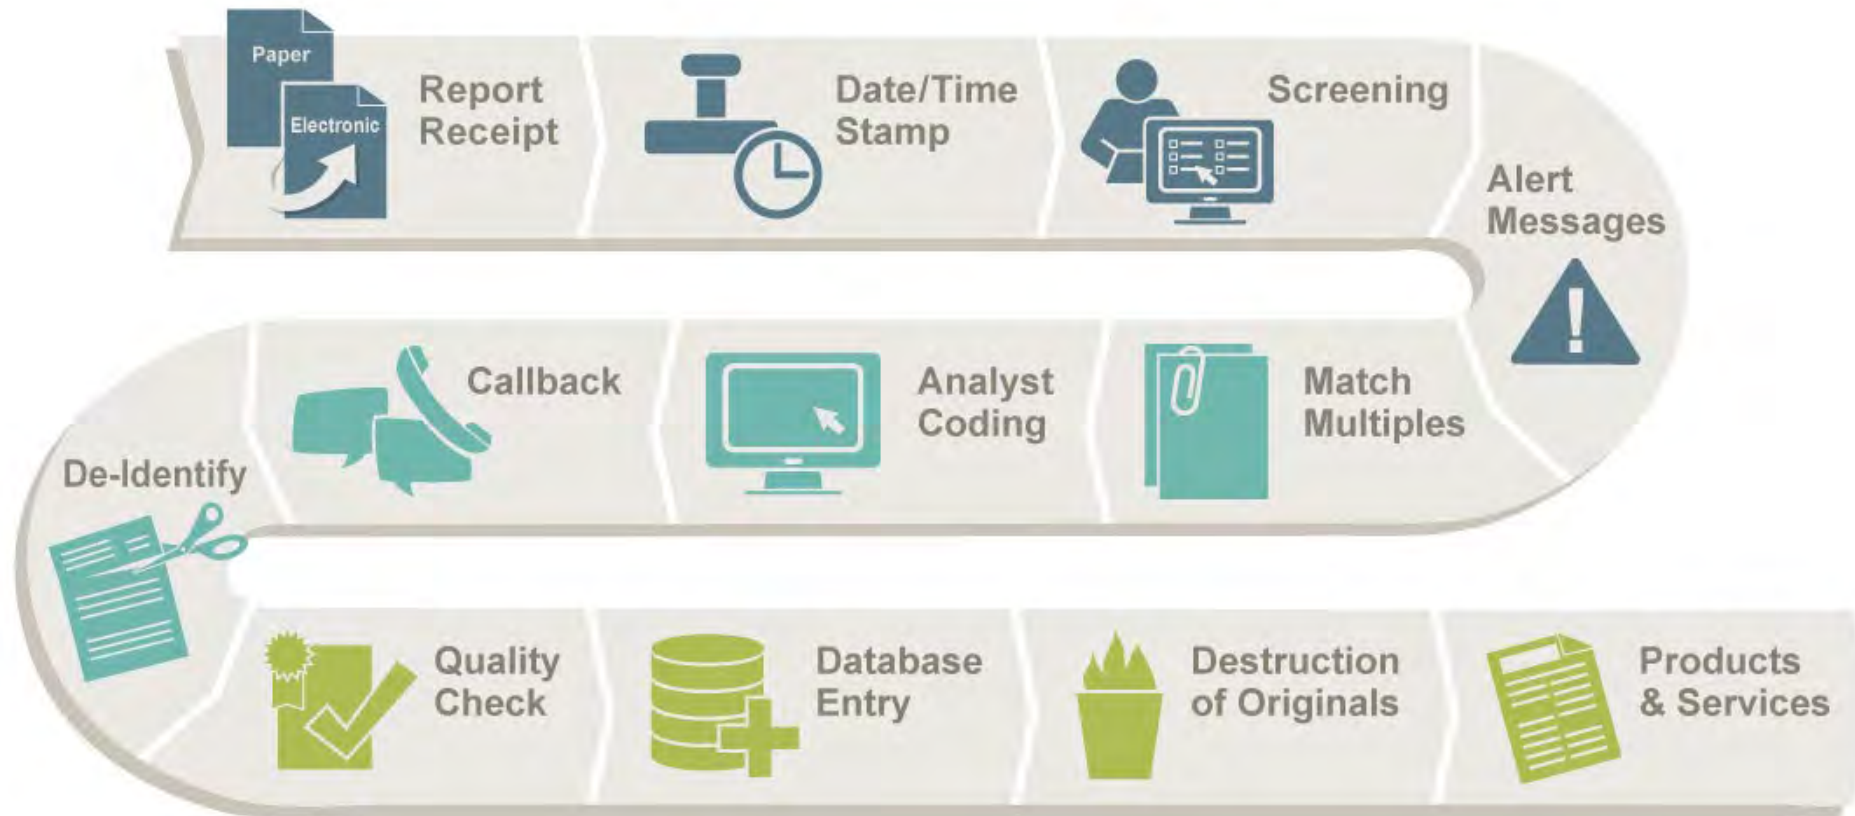 Paper
Electronic
Report
Receipt
Date/Time
Stamp
Screening
Alert
Messages
Match
Multiples
Analyst
Coding
Callback
De-Identify
Quality
Check
Database
Entry
Destruction
of Originals
Products
& Services